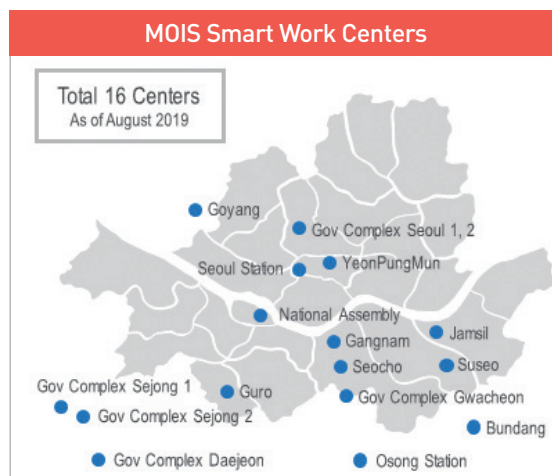 MOIS Smart Work Centers
Total 16 Centers
As of August 2019
Goyang
Gov Complex Seoul 1, 2
Seoul Station
YeonPungMun
National Assembly
Jamsil
Gangnam
Seocho
Suseo
Gov Complex Sejong 1
Guro
Gov Complex Gwacheon
Gov Complex Sejong 2
Bundang
Gov Complex Daejeon
Osong Station